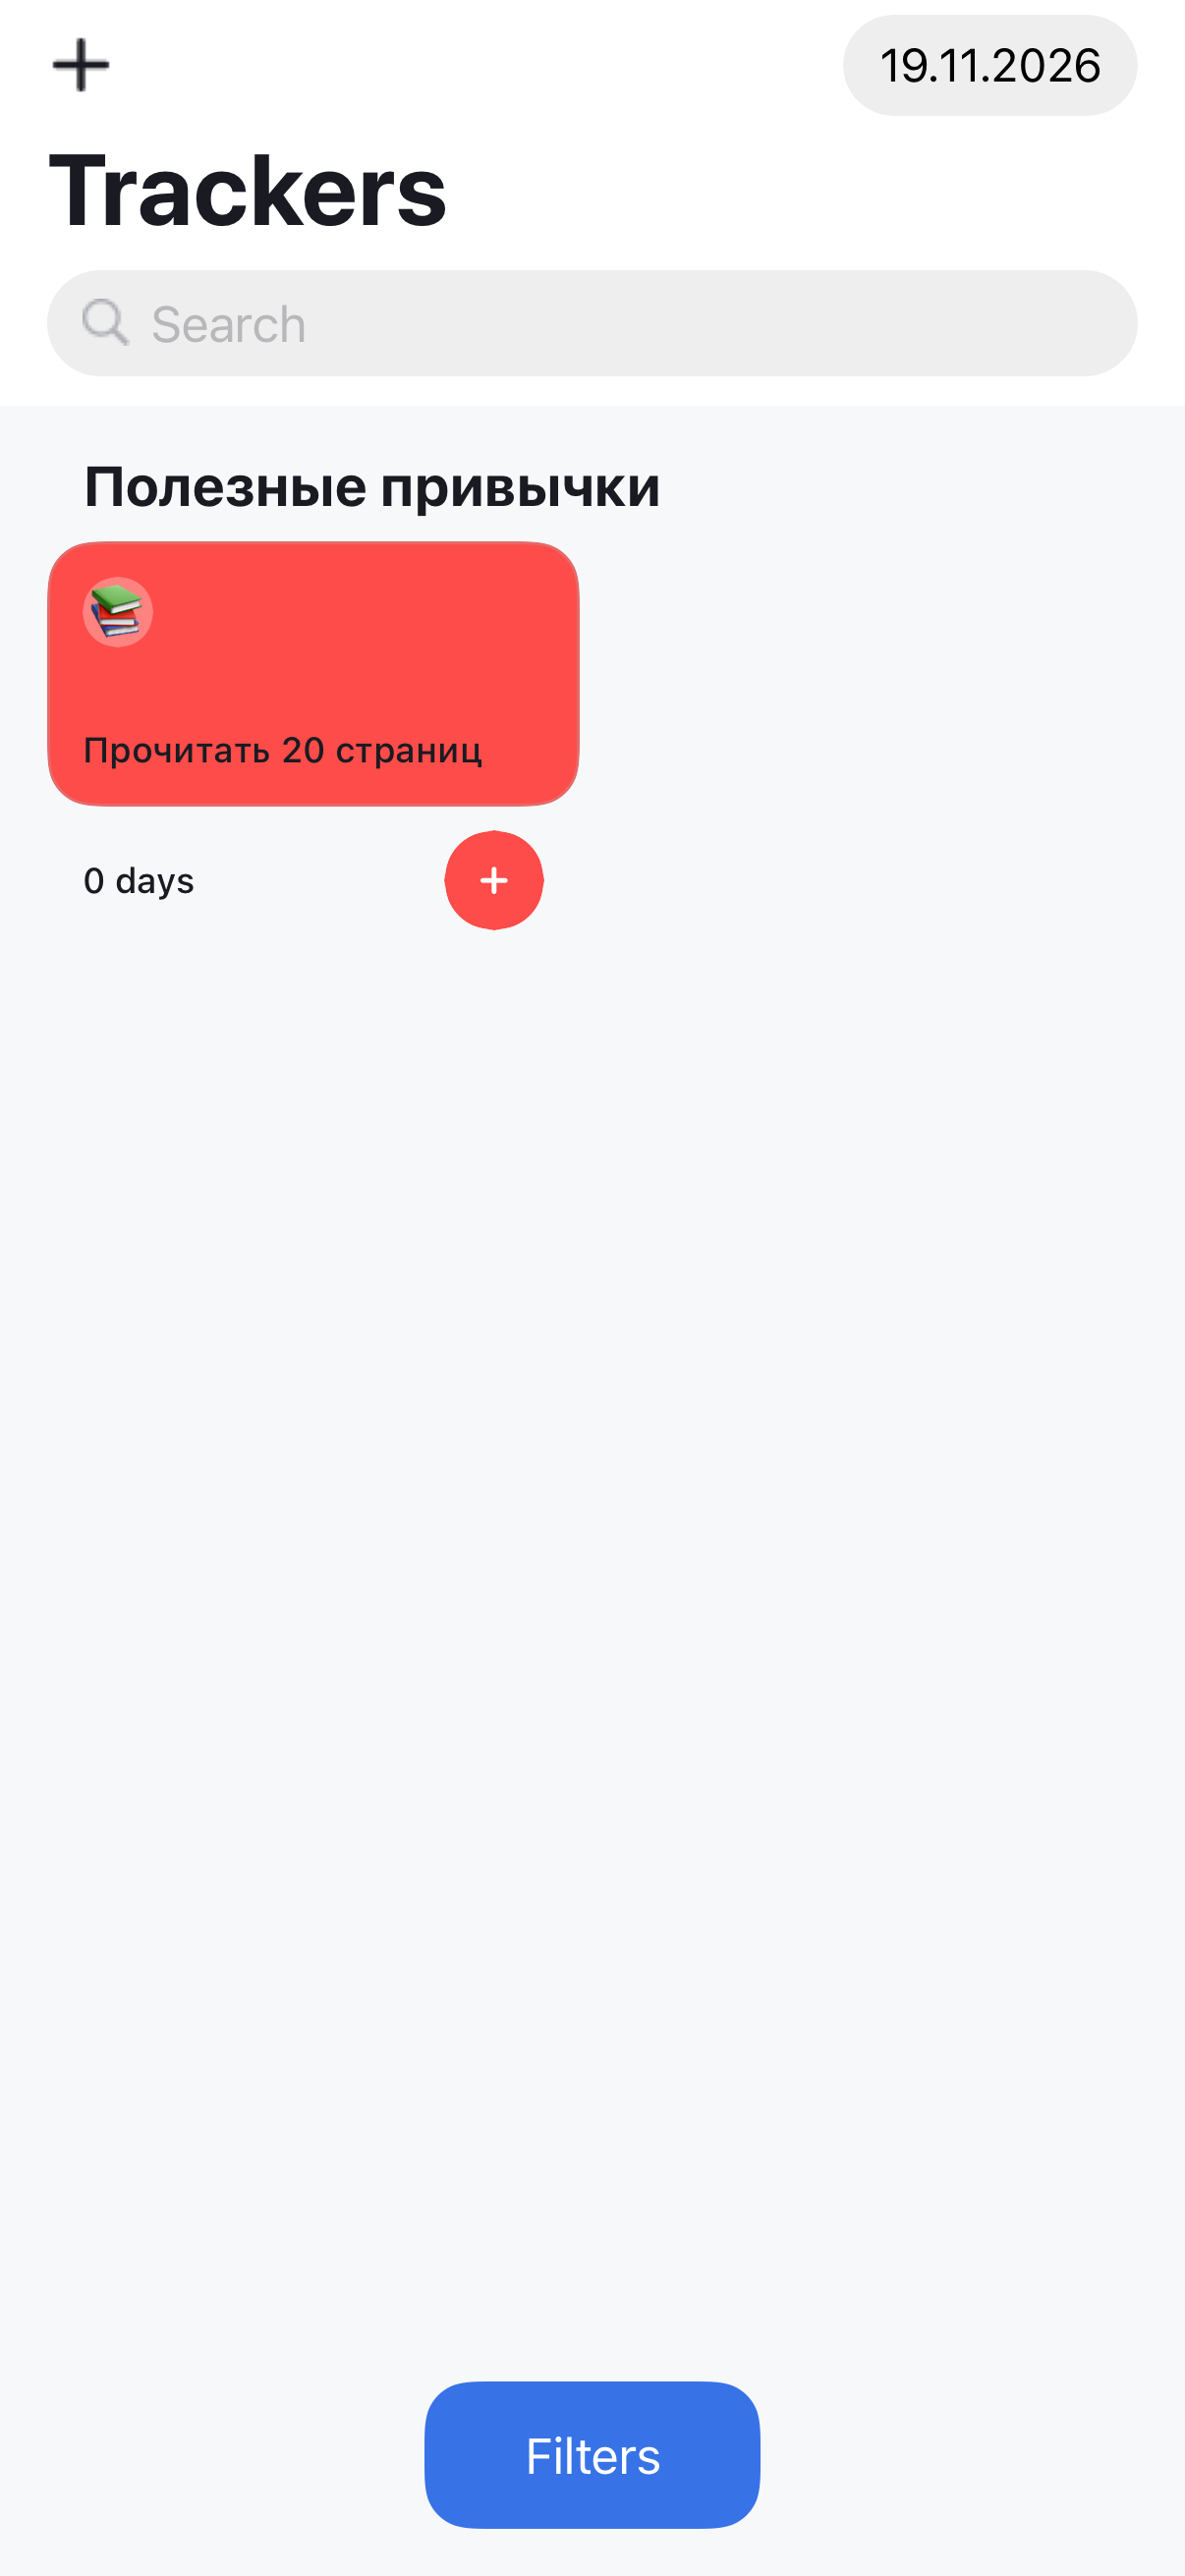 19.11.2026
Trackers
Search
Полезные привычки
Прочитать 20 страниц
0 days
Filters